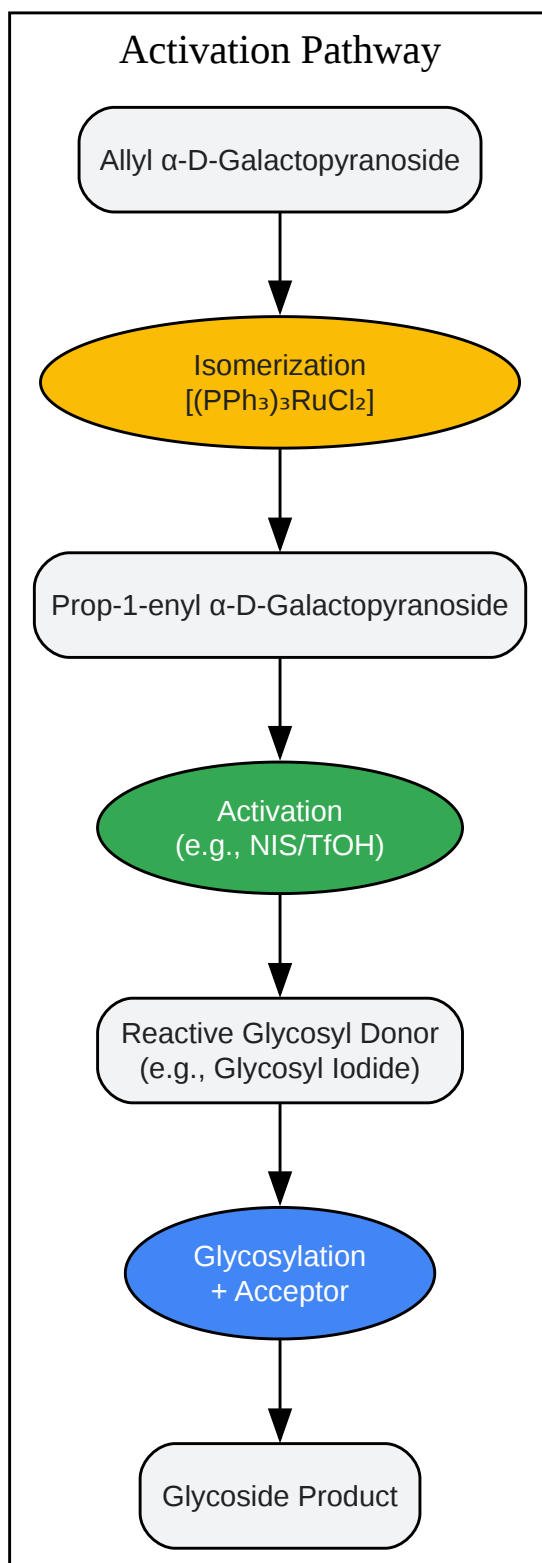 Activation Pathway
Allyl α-D-Galactopyranoside
Isomerization
[(PPh₃)₃RuCl₂]
Prop-1-enyl α-D-Galactopyranoside
Activation
(e.g., NIS/TfOH)
Reactive Glycosyl Donor
(e.g., Glycosyl Iodide)
Glycosylation
+ Acceptor
Glycoside Product